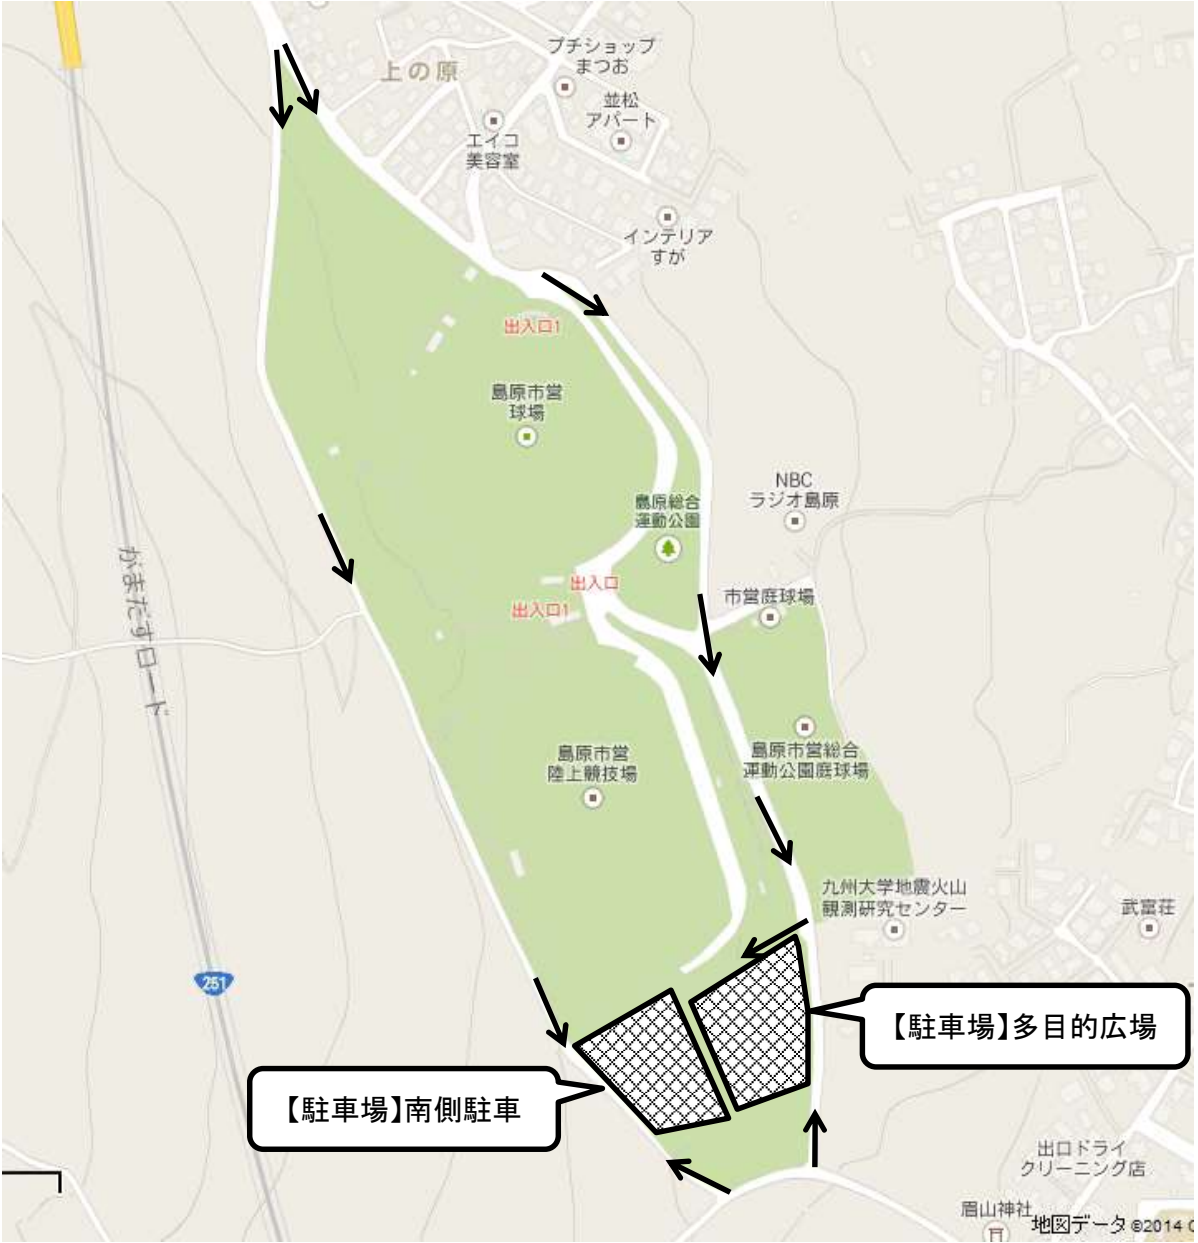 プチショップ
まつお
上の原
並松
アパート
エイコ
美容室
インテリア
すが
出入口1
島原市営
球場
NBC
ラジオ島原
島原総合
運動公園
がまだすロード
出入口
出入口1
市営庭球場
島原市営
陸上競技場
島原市営総合
運動公園庭球場
九州大学地震火山
観測研究センター
武富荘
251
【駐車場】多目的広場
【駐車場】南側駐車
出口ドライ
クリーニング店
眉山神社
地図データ ©2014 G